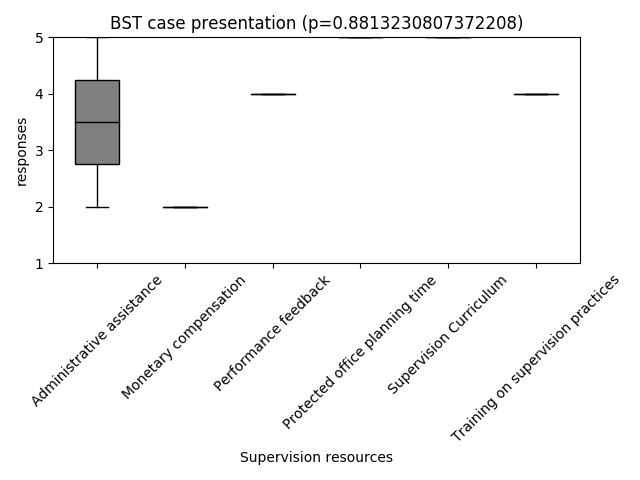 BST case presentation (p=0.8813230807372208)
5
4
3
2
1
responses
Administrative assistance
Monetary compensation
Performance feedback
Protected office planning time
Supervision Curriculum
Training on supervision practices
Supervision resources